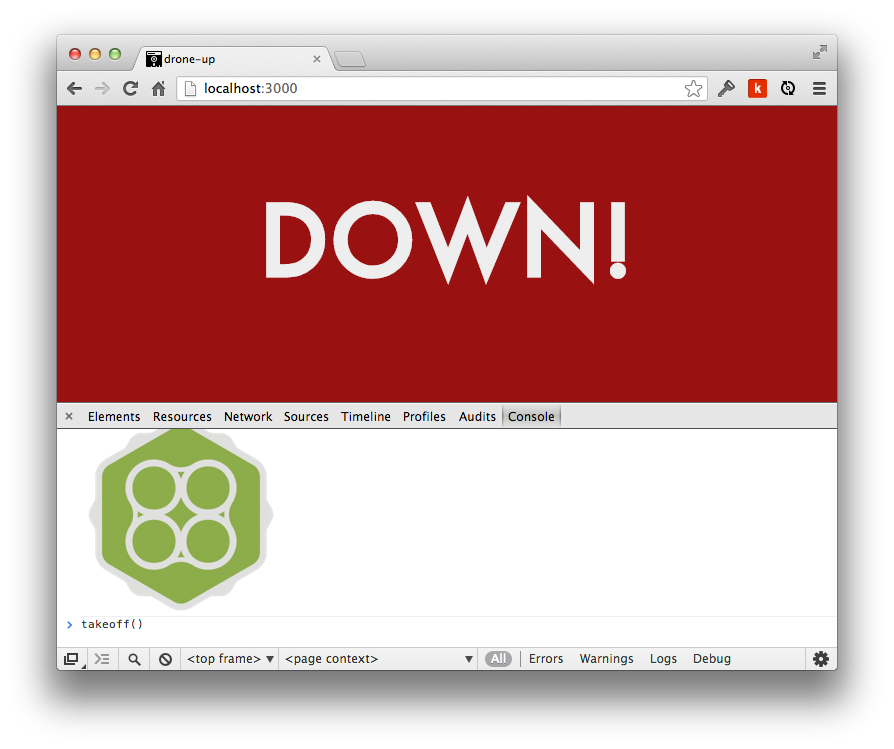 drone-up
localhost:3000
k
DOWN!
Elements Resources Network Sources Timeline Profiles Audits Console
takeoff()
<top frame> <page context> All Errors Warnings Logs Debug